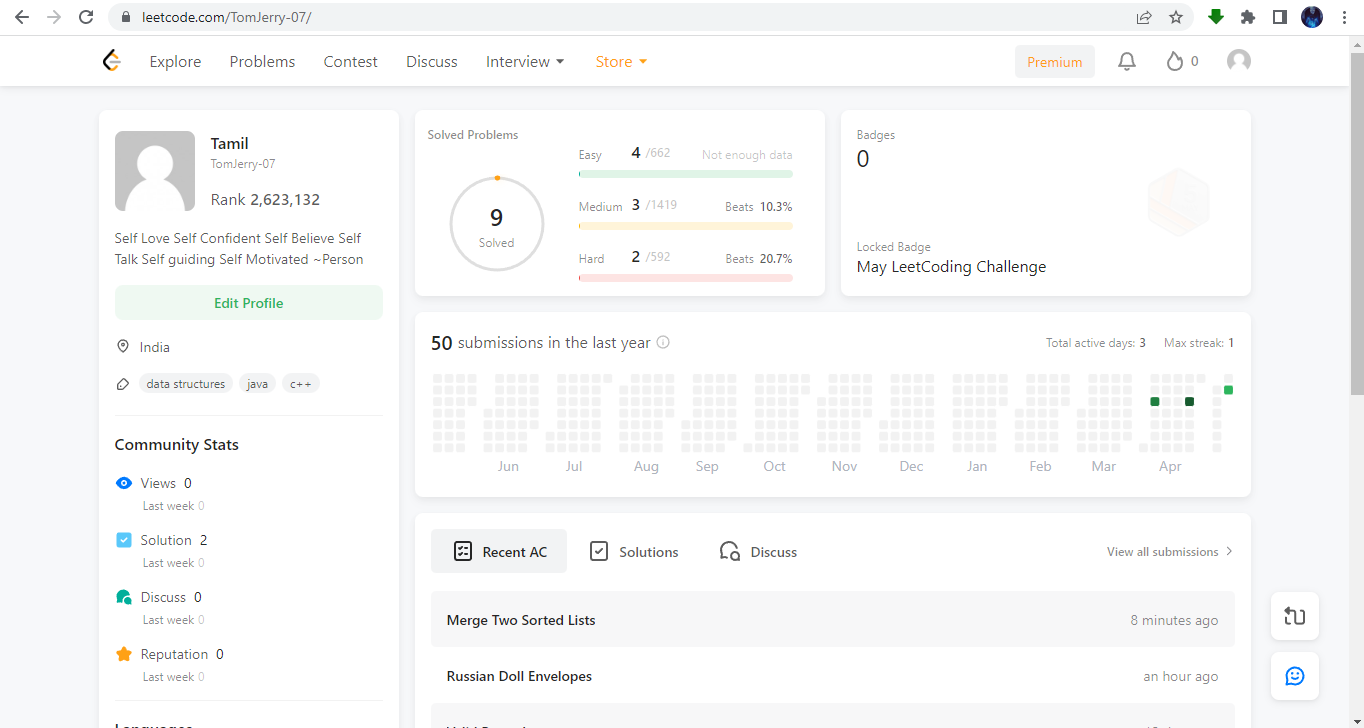 leetcode.com/TomJerry-07/
Explore Problems Contest Discuss Interview Store Premium 0
Tamil
TomJerry-07
Rank 2,623,132
Self Love Self Confident Self Believe Self
Talk Self guiding Self Motivated ~Person
Edit Profile
India
data structures java c++
Community Stats
Views 0
Last week 0
Solution 2
Last week 0
Discuss 0
Last week 0
Reputation 0
Last week 0
Languages
Solved Problems
9
Solved
Easy 4 /662 Not enough data
Medium 3 /1419 Beats 10.3%
Hard 2 /592 Beats 20.7%
Badges
0
Locked Badge
May LeetCoding Challenge
50 submissions in the last year Total active days: 3 Max streak: 1
Jun Jul Aug Sep Oct Nov Dec Jan Feb Mar Apr
Recent AC Solutions Discuss View all submissions
Merge Two Sorted Lists 8 minutes ago
Russian Doll Envelopes an hour ago